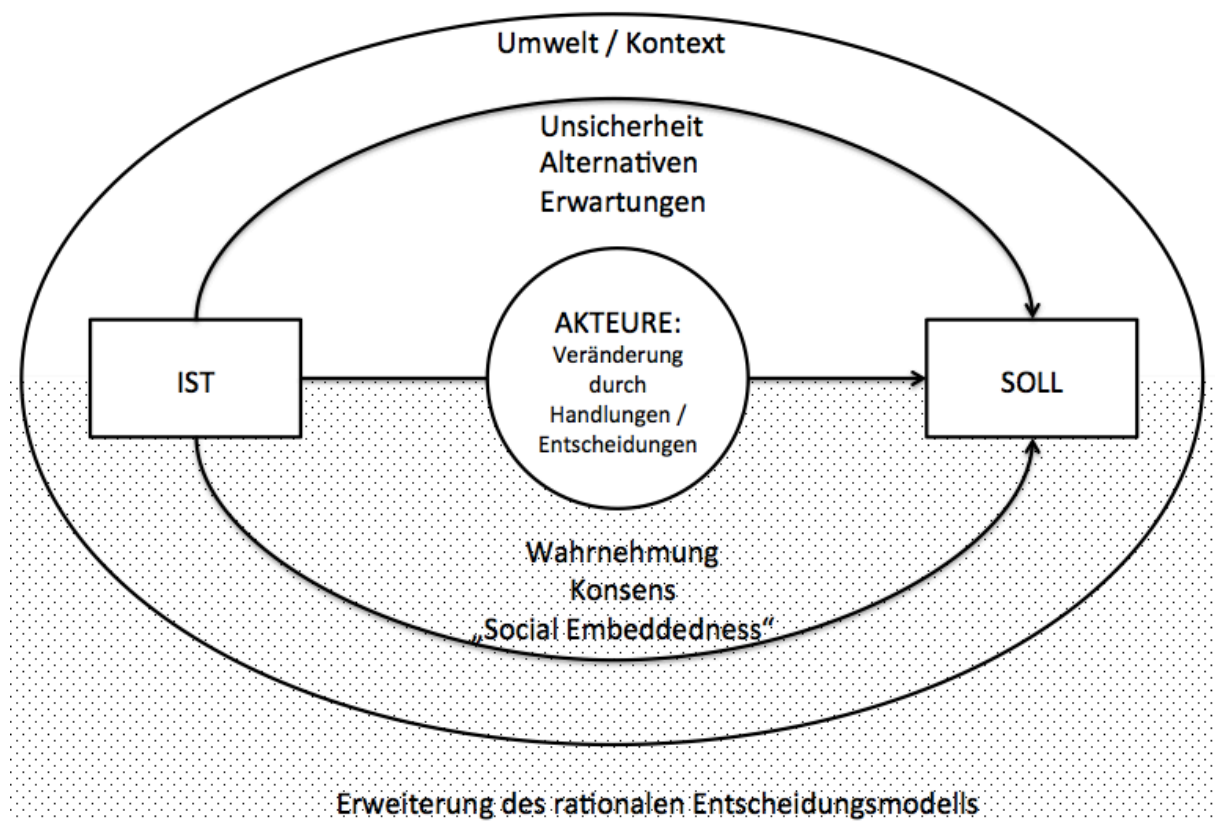 Umwelt / Kontext
Unsicherheit
Alternativen
Erwartungen
IST
AKTEURE:
Veränderung
durch
Handlungen /
Entscheidungen
SOLL
Wahrnehmung
Konsens
„Social Embeddedness“
Erweiterung des rationalen Entscheidungsmodells